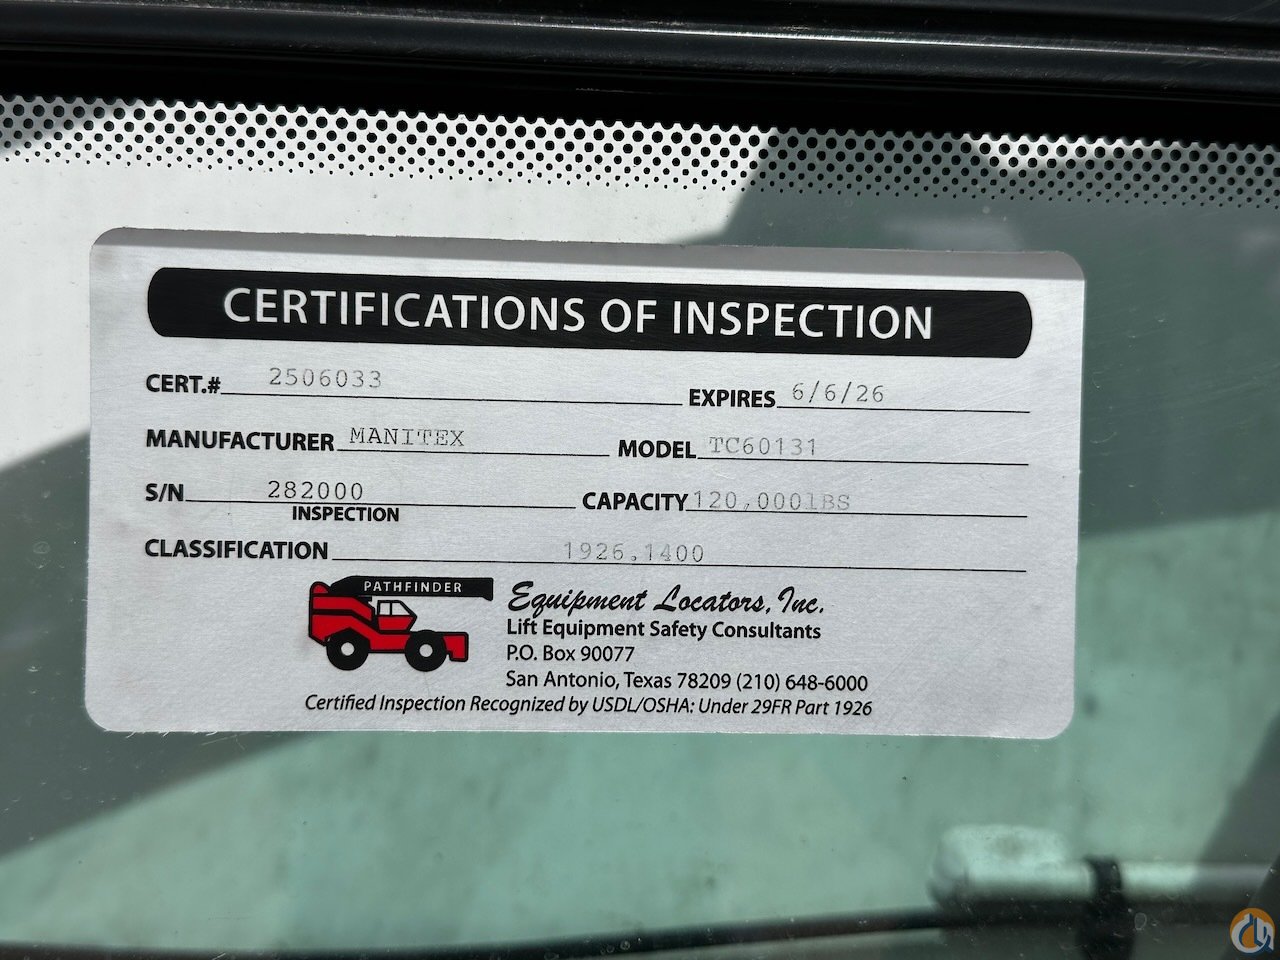 CERTIFICATIONS OF INSPECTION
CERT.# 2506033 EXPIRES 6/6/26
MANUFACTURER MANITEX MODEL TC60131
S/N 282000 CAPACITY 120,000lBS
INSPECTION
CLASSIFICATION 1926.1400
PATHFINDER
Equipment Locators, Inc.
Lift Equipment Safety Consultants
P.O. Box 90077
San Antonio, Texas 78209 (210) 648-6000
Certified Inspection Recognized by USDL/OSHA: Under 29FR Part 1926